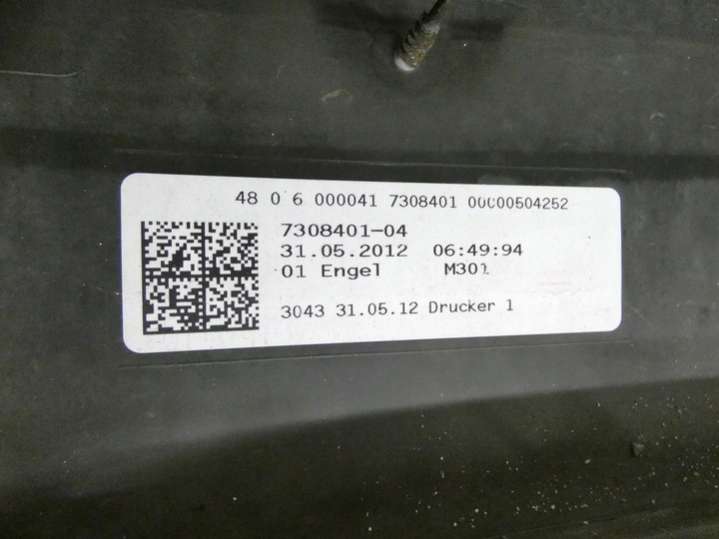 48 0 6 000041 7308401 00000504252
7308401-04
31.05.2012 06:49:94
01 Engel M301
3043 31.05.12 Drucker 1